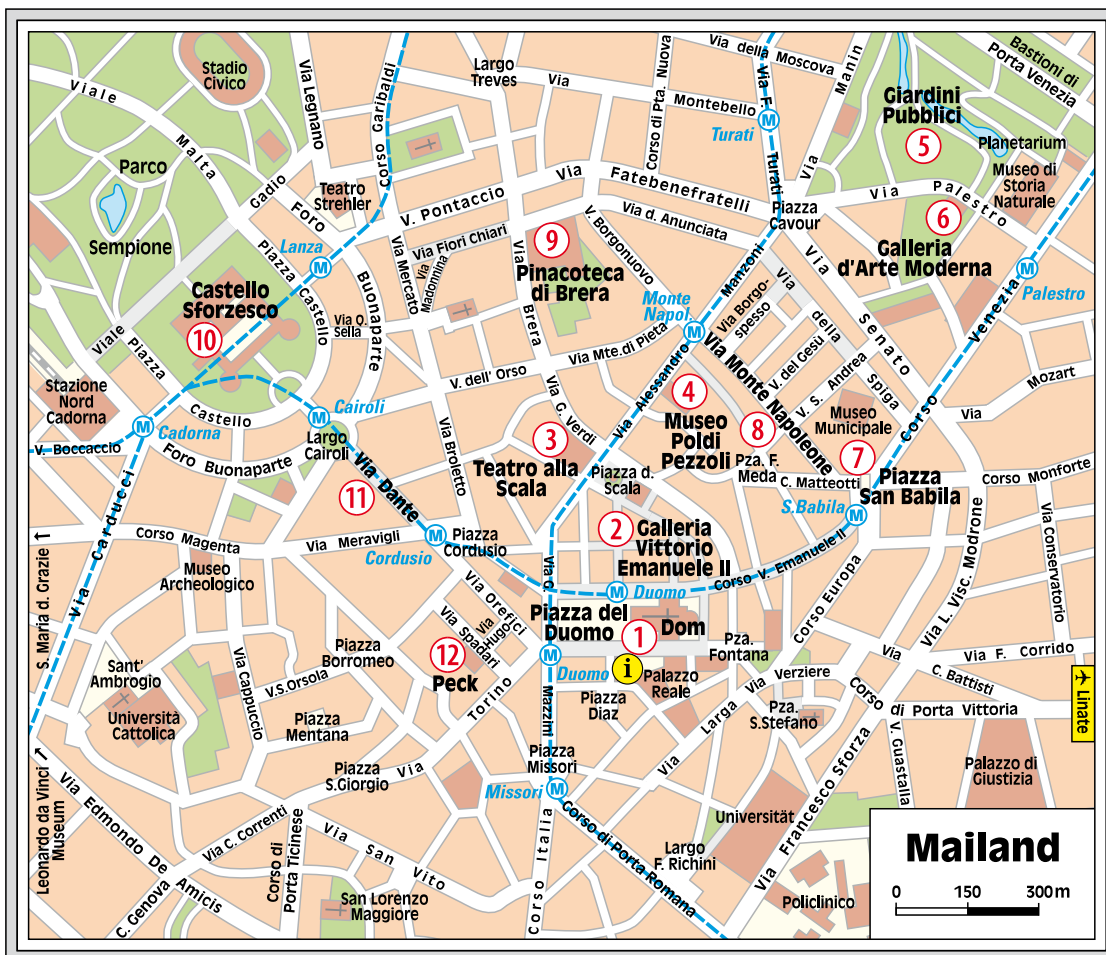 Stadio
Civico
Via Legnano
Corso Garibaldi
Largo
Treves
Via
Montebello
Corso di Pta. Nuova
Via della Moscova
Via F.
Turati
Turati
M
Via Manin
Bastioni di
Porta Venezia
Giardini
Pubblici
5
Planetarium
Museo di
Storia
Naturale
Viale
Malta
Parco
Sempione
Gadio
Teatro
Strehler
Foro
Buonaparte
Lanza
M
V. Pontaccio
Via
Fatebenefratelli
Piazza
Cavour
Via Palestro
6
Galleria
d'Arte Moderna
Palestro
M
Via Mercato
Via Fiori Chiari
Via
Madonnina
Via Brera
9
Pinacoteca
di Brera
V. Borgonuovo
Via d. Anunciata
Manzoni
Monte
Napol.
M
Via Borgo-
spesso
Via
della
Spiga
Via
Senato
Piazza
Castello
Castello
Sforzesco
10
Via Q.
Sella
Viale
Piazza
Castello
Stazione
Nord
Cadorna
M
Cadorna
V. Boccaccio
Foro Buonaparte
Cairoli
M
Largo
Cairoli
V. dell' Orso
Via Mte. di Pieta
Via Alessandro
4
Museo
Poldi
Pezzoli
Via Monte Napoleone
8
V. del Gesù
V. S. Andrea
Museo
Municipale
7
Piazza
San Babila
Corso Venezia
Via
Mozart
Via Broletto
Via G. Verdi
3
Teatro alla
Scala
Piazza d.
Scala
Pza. F.
Meda
C. Matteotti
S.Babila
M
Corso Monforte
Via Dante
11
Via Carducci
Corso Magenta
Via Meravigli
Museo
Archeologico
Cordusio
M
Piazza
Cordusio
2
Galleria
Vittorio
Emanuele II
Corso V. Emanuele II
Corso Europa
Via L. Visc. Modrone
Via Conservatorio
S. Maria d. Grazie
Via G.
Mazzini
Via Orefici
Via
Hugo
Via Spadari
12
Peck
M
Duomo
Piazza del
Duomo
1
Dom
M
Duomo
i
Palazzo
Reale
Piazza
Diaz
Pza.
Fontana
Via Verziere
Pza.
S.Stefano
Via Larga
Via F. Corrido
Via
C. Battisti
Corso di Porta Vittoria
Linate
V. Guastalla
Palazzo di
Giustizia
Sant'
Ambrogio
Università
Cattolica
Via Cappuccio
Piazza
Borromeo
V.S.Orsola
Piazza
Mentana
Piazza
S.Giorgio
Via Torino
Piazza
Missori
Missori
M
Via Francesco Sforza
Universität
Policlinico
Largo
F. Richini
Corso di Porta Romana
Corso Italia
Leonardo da Vinci
Museum
Via Edmondo De Amicis
Via C. Correnti
C. Genova
Corso di
Porta Ticinese
Via San Vito
San Lorenzo
Maggiore
Mailand
0 150 300 m